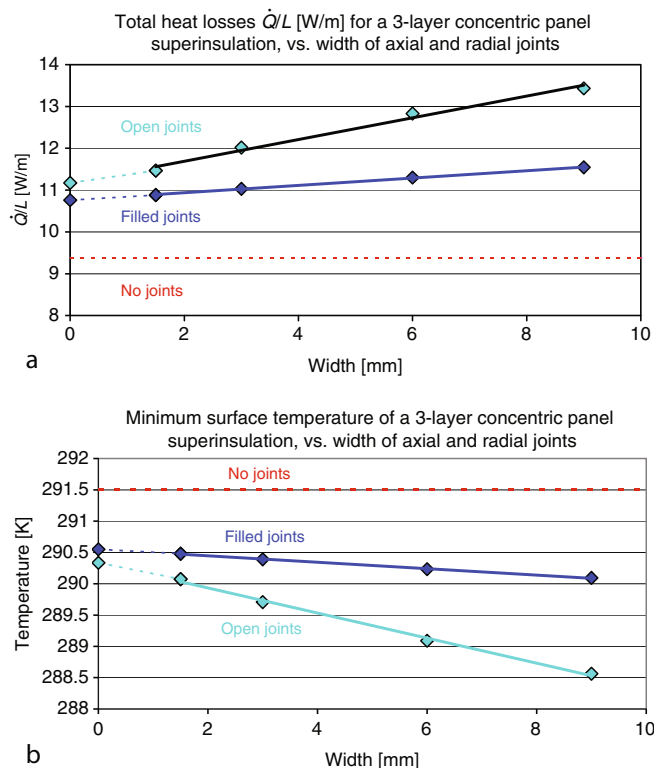 Total heat losses Q̇/L [W/m] for a 3-layer concentric panel
superinsulation, vs. width of axial and radial joints
14
13
12
11
10
9
8
Q̇/L [W/m]
Open joints
Filled joints
No joints
0 2 4 6 8 10
Width [mm]
a
Minimum surface temperature of a 3-layer concentric panel
superinsulation, vs. width of axial and radial joints
292
291.5
291
290.5
290
289.5
289
288.5
288
Temperature [K]
No joints
Filled joints
Open joints
0 2 4 6 8 10
Width [mm]
b